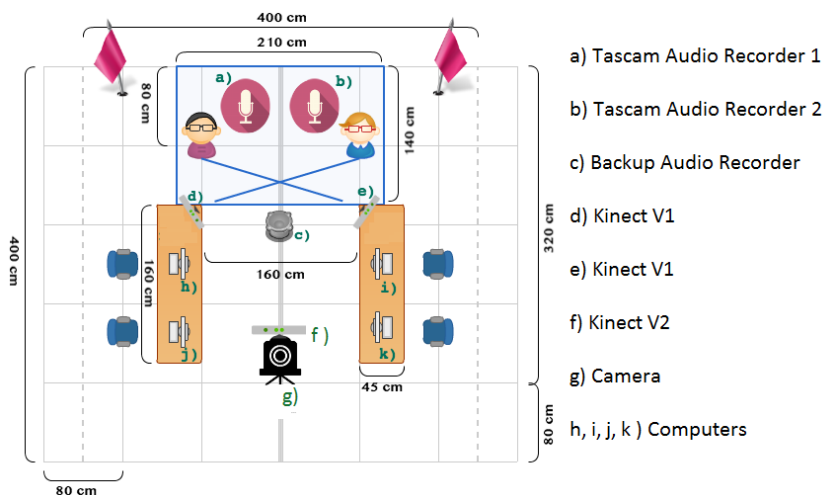 400 cm
210 cm
a)
b)
80 cm
140 cm
d)
e)
c)
400 cm
160 cm
160 cm
320 cm
h)
i)
f )
j)
k)
g)
45 cm
80 cm
80 cm
a) Tascam Audio Recorder 1
b) Tascam Audio Recorder 2
c) Backup Audio Recorder
d) Kinect V1
e) Kinect V1
f) Kinect V2
g) Camera
h, i, j, k ) Computers